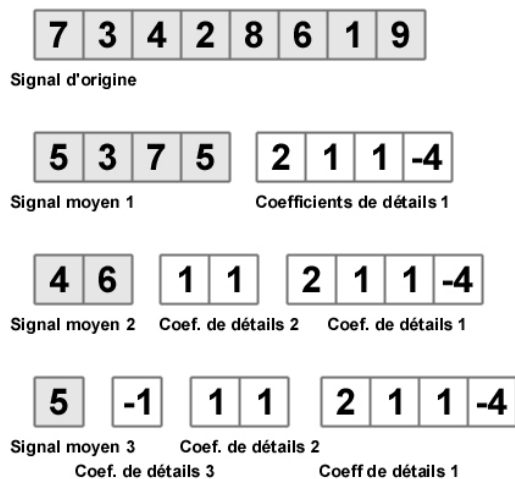 7 3 4 2 8 6 1 9
Signal d'origine
5 3 7 5 2 1 1 -4
Signal moyen 1 Coefficients de détails 1
4 6 1 1 2 1 1 -4
Signal moyen 2 Coef. de détails 2 Coef. de détails 1
5 -1 1 1 2 1 1 -4
Signal moyen 3 Coef. de détails 2
Coef. de détails 3 Coeff de détails 1